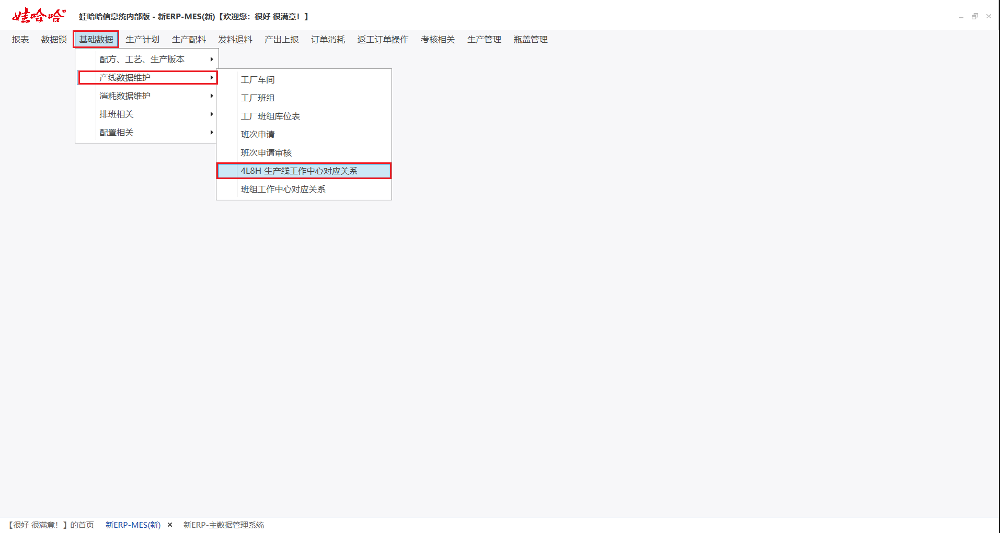 娃哈哈®
娃哈哈信息统内部版 - 新ERP-MES(新)【欢迎您：很好 很满意！】
报表 数据锁 基础数据 生产计划 生产配料 发料退料 产出上报 订单消耗 返工订单操作 考核相关 生产管理 瓶盖管理
配方、工艺、生产版本
产线数据维护
消耗数据维护
排班相关
配置相关
工厂车间
工厂班组
工厂班组库位表
班次申请
班次申请审核
4L8H 生产线工作中心对应关系
班组工作中心对应关系
【很好 很满意！】的首页 新ERP-MES(新) 新ERP-主数据管理系统